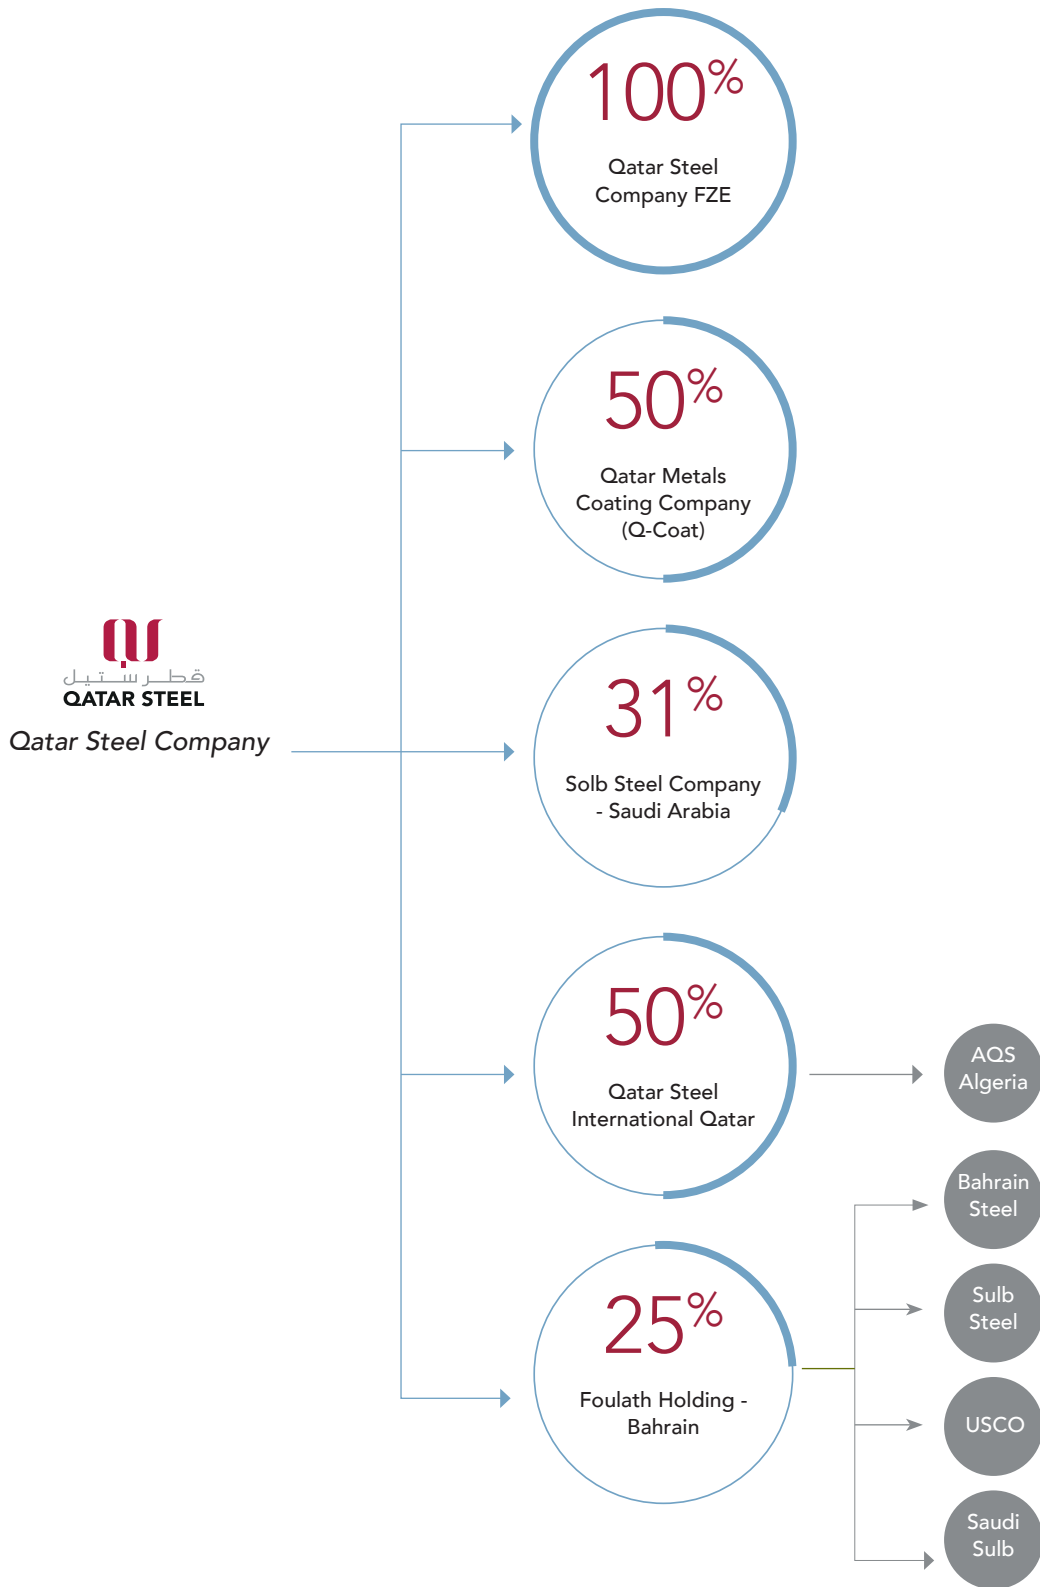 100%
Qatar Steel
Company FZE
50%
Qatar Metals
Coating Company
(Q-Coat)
قطر ستيل
QATAR STEEL
Qatar Steel Company
31%
Solb Steel Company
- Saudi Arabia
50%
Qatar Steel
International Qatar
AQS
Algeria
25%
Foulath Holding -
Bahrain
Bahrain
Steel
Sulb
Steel
USCO
Saudi
Sulb